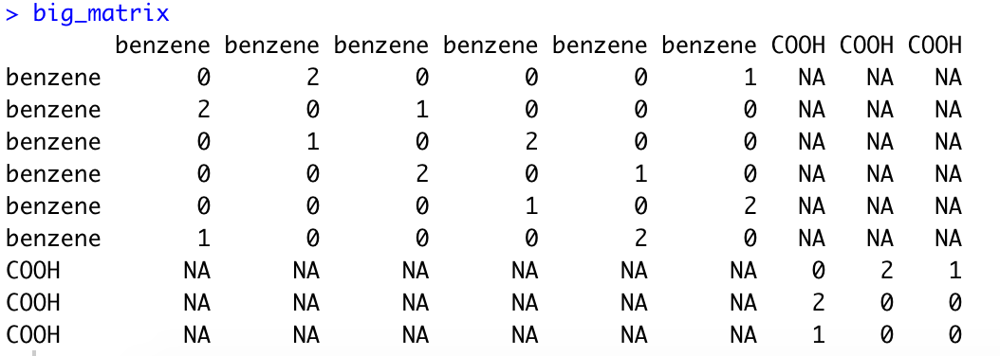 > big_matrix
benzene benzene benzene benzene benzene benzene COOH COOH COOH
benzene 0 2 0 0 0 1 NA NA NA
benzene 2 0 1 0 0 0 NA NA NA
benzene 0 1 0 2 0 0 NA NA NA
benzene 0 0 2 0 1 0 NA NA NA
benzene 0 0 0 1 0 2 NA NA NA
benzene 1 0 0 0 2 0 NA NA NA
COOH NA NA NA NA NA NA 0 2 1
COOH NA NA NA NA NA NA 2 0 0
COOH NA NA NA NA NA NA 1 0 0